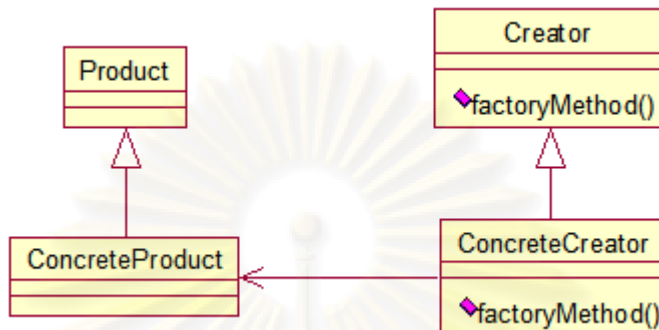 Product
Creator
factoryMethod()
ConcreteProduct
ConcreteCreator
factoryMethod()